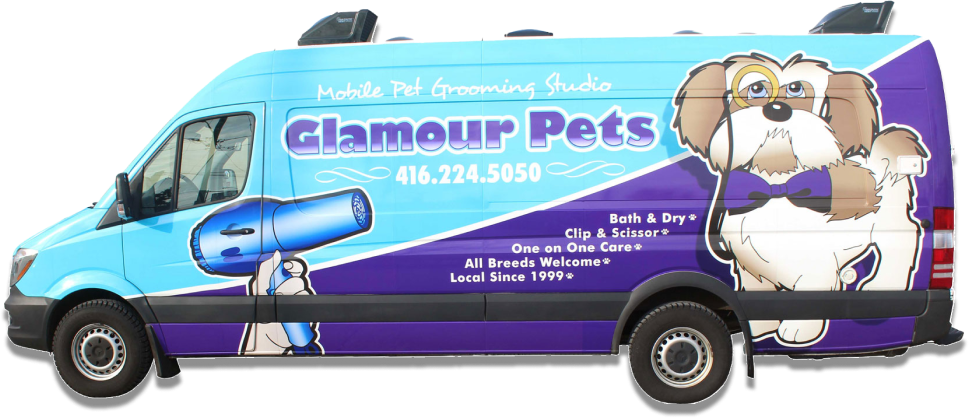 Mobile Pet Grooming Studio
Glamour Pets
416.224.5050
Bath & Dry
Clip & Scissor
One on One Care
All Breeds Welcome
Local Since 1999